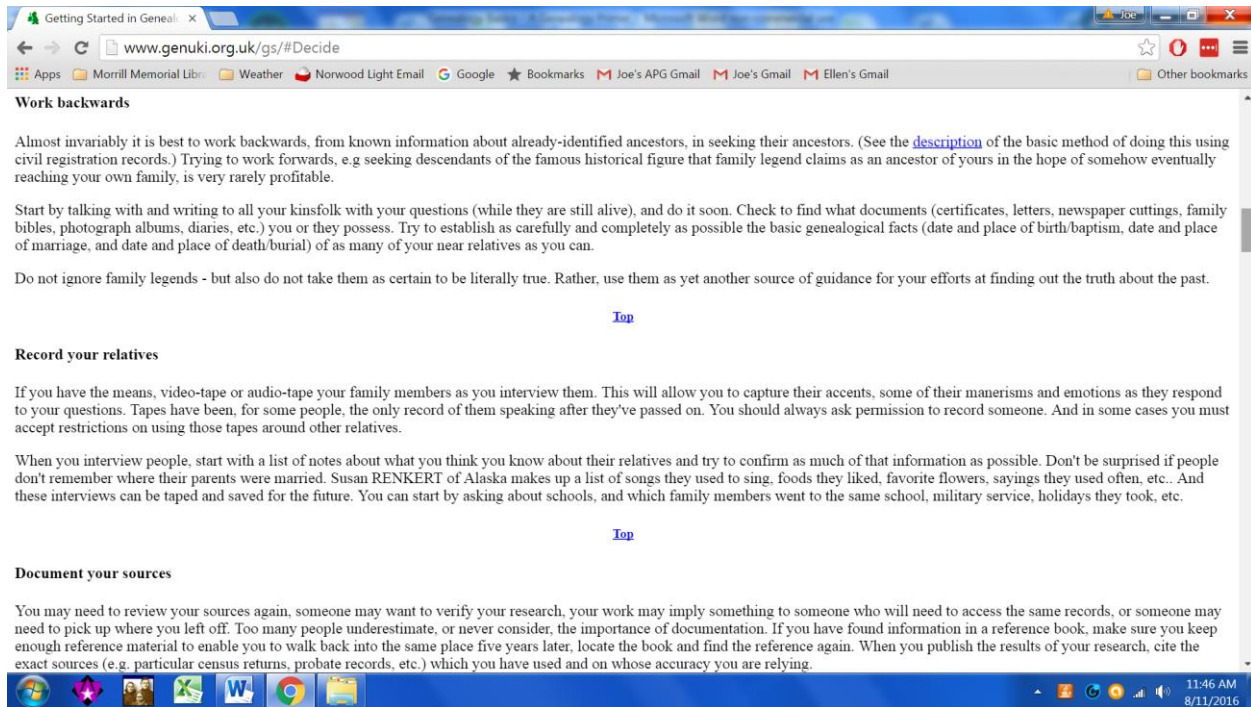 Getting Started in Geneal
Joe
www.genuki.org.uk/gs/#Decide
Apps Morrill Memorial Libr Weather Norwood Light Email Google Bookmarks Joe's APG Gmail Joe's Gmail Ellen's Gmail Other bookmarks
Work backwards
Almost invariably it is best to work backwards, from known information about already-identified ancestors, in seeking their ancestors. (See the description of the basic method of doing this using
civil registration records.) Trying to work forwards, e.g seeking descendants of the famous historical figure that family legend claims as an ancestor of yours in the hope of somehow eventually
reaching your own family, is very rarely profitable.
Start by talking with and writing to all your kinsfolk with your questions (while they are still alive), and do it soon. Check to find what documents (certificates, letters, newspaper cuttings, family
bibles, photograph albums, diaries, etc.) you or they possess. Try to establish as carefully and completely as possible the basic genealogical facts (date and place of birth/baptism, date and place
of marriage, and date and place of death/burial) of as many of your near relatives as you can.
Do not ignore family legends - but also do not take them as certain to be literally true. Rather, use them as yet another source of guidance for your efforts at finding out the truth about the past.
Top
Record your relatives
If you have the means, video-tape or audio-tape your family members as you interview them. This will allow you to capture their accents, some of their manerisms and emotions as they respond
to your questions. Tapes have been, for some people, the only record of them speaking after they've passed on. You should always ask permission to record someone. And in some cases you must
accept restrictions on using those tapes around other relatives.
When you interview people, start with a list of notes about what you think you know about their relatives and try to confirm as much of that information as possible. Don't be surprised if people
don't remember where their parents were married. Susan RENKERT of Alaska makes up a list of songs they used to sing, foods they liked, favorite flowers, sayings they used often, etc.. And
these interviews can be taped and saved for the future. You can start by asking about schools, and which family members went to the same school, military service, holidays they took, etc.
Top
Document your sources
You may need to review your sources again, someone may want to verify your research, your work may imply something to someone who will need to access the same records, or someone may
need to pick up where you left off. Too many people underestimate, or never consider, the importance of documentation. If you have found information in a reference book, make sure you keep
enough reference material to enable you to walk back into the same place five years later, locate the book and find the reference again. When you publish the results of your research, cite the
exact sources (e.g. particular census returns, probate records, etc.) which you have used and on whose accuracy you are relying.
11:46 AM
8/11/2016